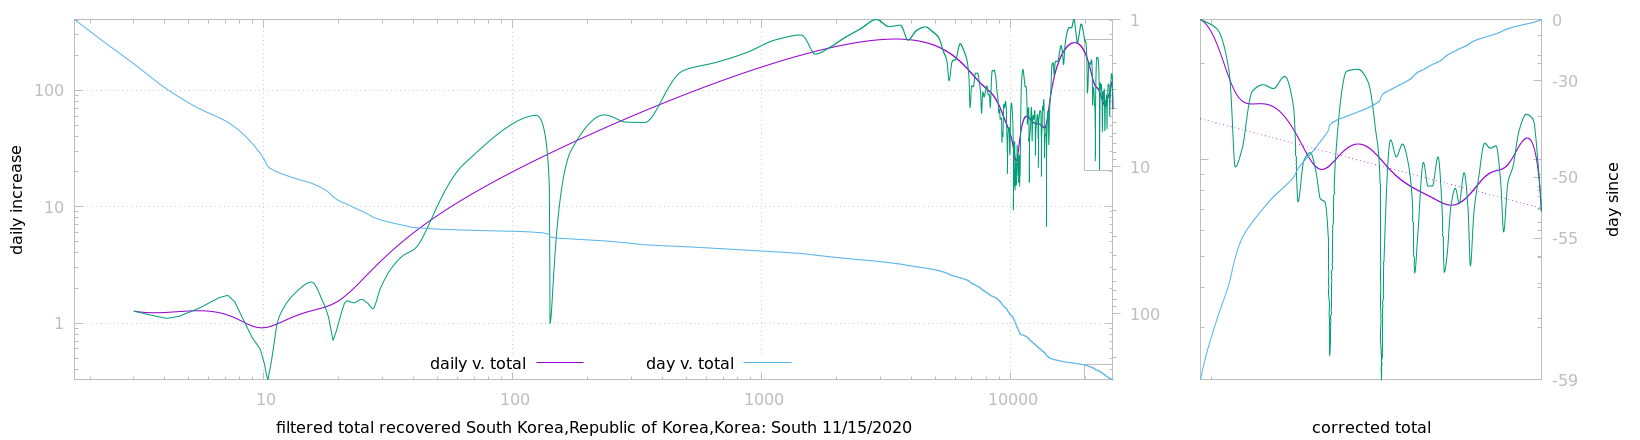 daily increase
100
10
1
daily v. total
day v. total
10
100
1000
10000
filtered total recovered South Korea,Republic of Korea,Korea: South 11/15/2020
1
10
100
0
-30
-50
-55
-59
day since
corrected total